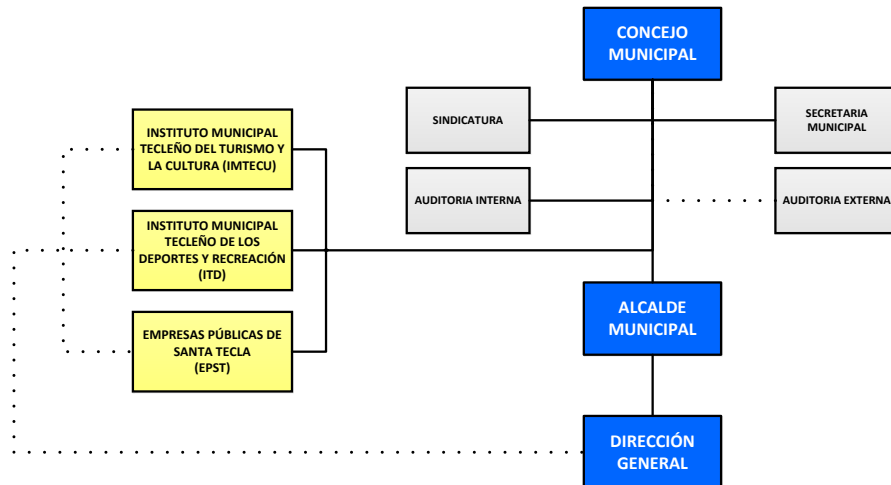 CONCEJO
MUNICIPAL
SINDICATURA
SECRETARIA
MUNICIPAL
INSTITUTO MUNICIPAL
TECLEÑO DEL TURISMO Y
LA CULTURA (IMTECU)
AUDITORIA INTERNA
AUDITORIA EXTERNA
INSTITUTO MUNICIPAL
TECLEÑO DE LOS
DEPORTES Y RECREACIÓN
(ITD)
ALCALDE
MUNICIPAL
EMPRESAS PÚBLICAS DE
SANTA TECLA
(EPST)
DIRECCIÓN
GENERAL